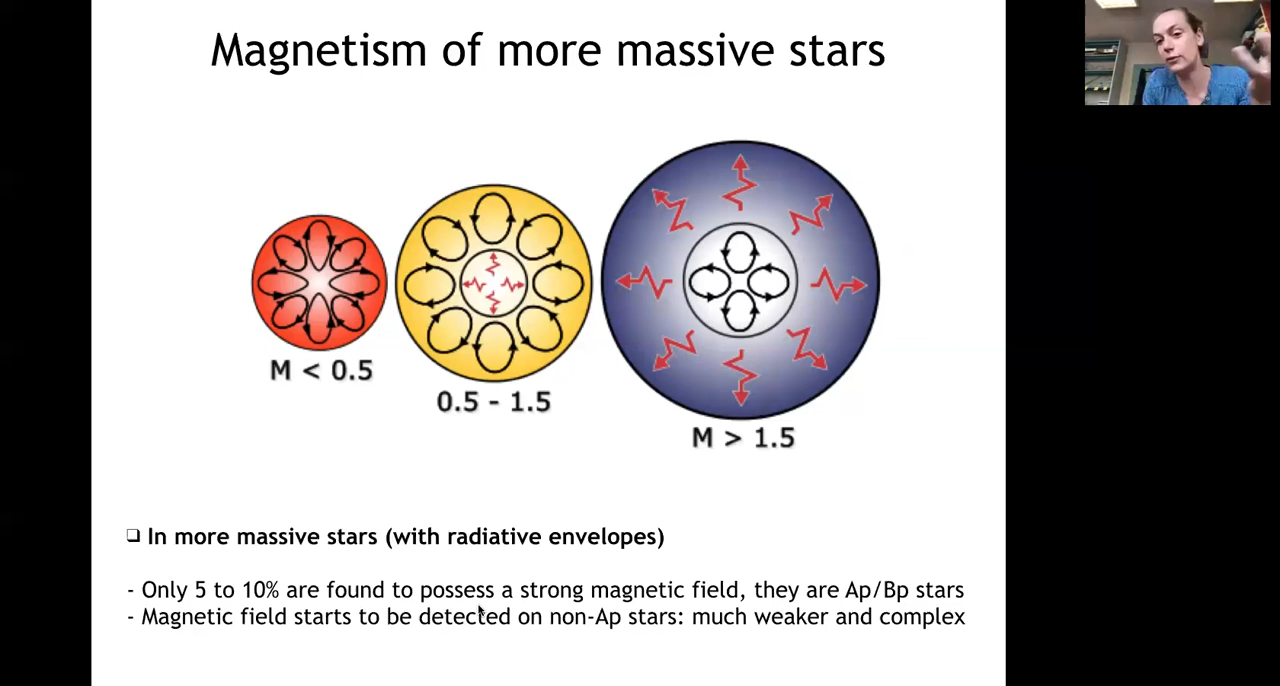 Magnetism of more massive stars
M < 0.5
0.5 - 1.5
M > 1.5
❑ In more massive stars (with radiative envelopes)
- Only 5 to 10% are found to possess a strong magnetic field, they are Ap/Bp stars
- Magnetic field starts to be detected on non-Ap stars: much weaker and complex